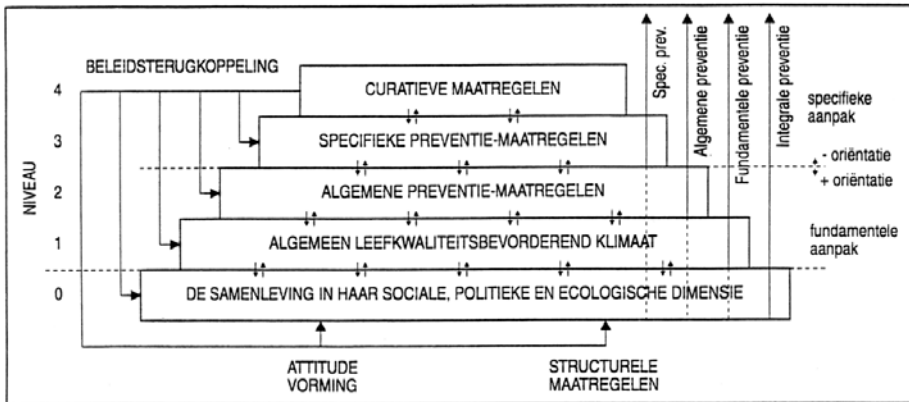 BELEIDSTERUGKOPPELING
NIVEAU
4
CURATIEVE MAATREGELEN
3
SPECIFIEKE PREVENTIE-MAATREGELEN
2
ALGEMENE PREVENTIE-MAATREGELEN
1
ALGEMEEN LEEFKWALITEITSBEVORDEREND KLIMAAT
0
DE SAMENLEVING IN HAAR SOCIALE, POLITIEKE EN ECOLOGISCHE DIMENSIE
Spec. prev.
Algemene preventie
Fundamentele preventie
Integrale preventie
specifieke
aanpak
- oriëntatie
+ oriëntatie
fundamentele
aanpak
ATTITUDE
VORMING
STRUCTURELE
MAATREGELEN